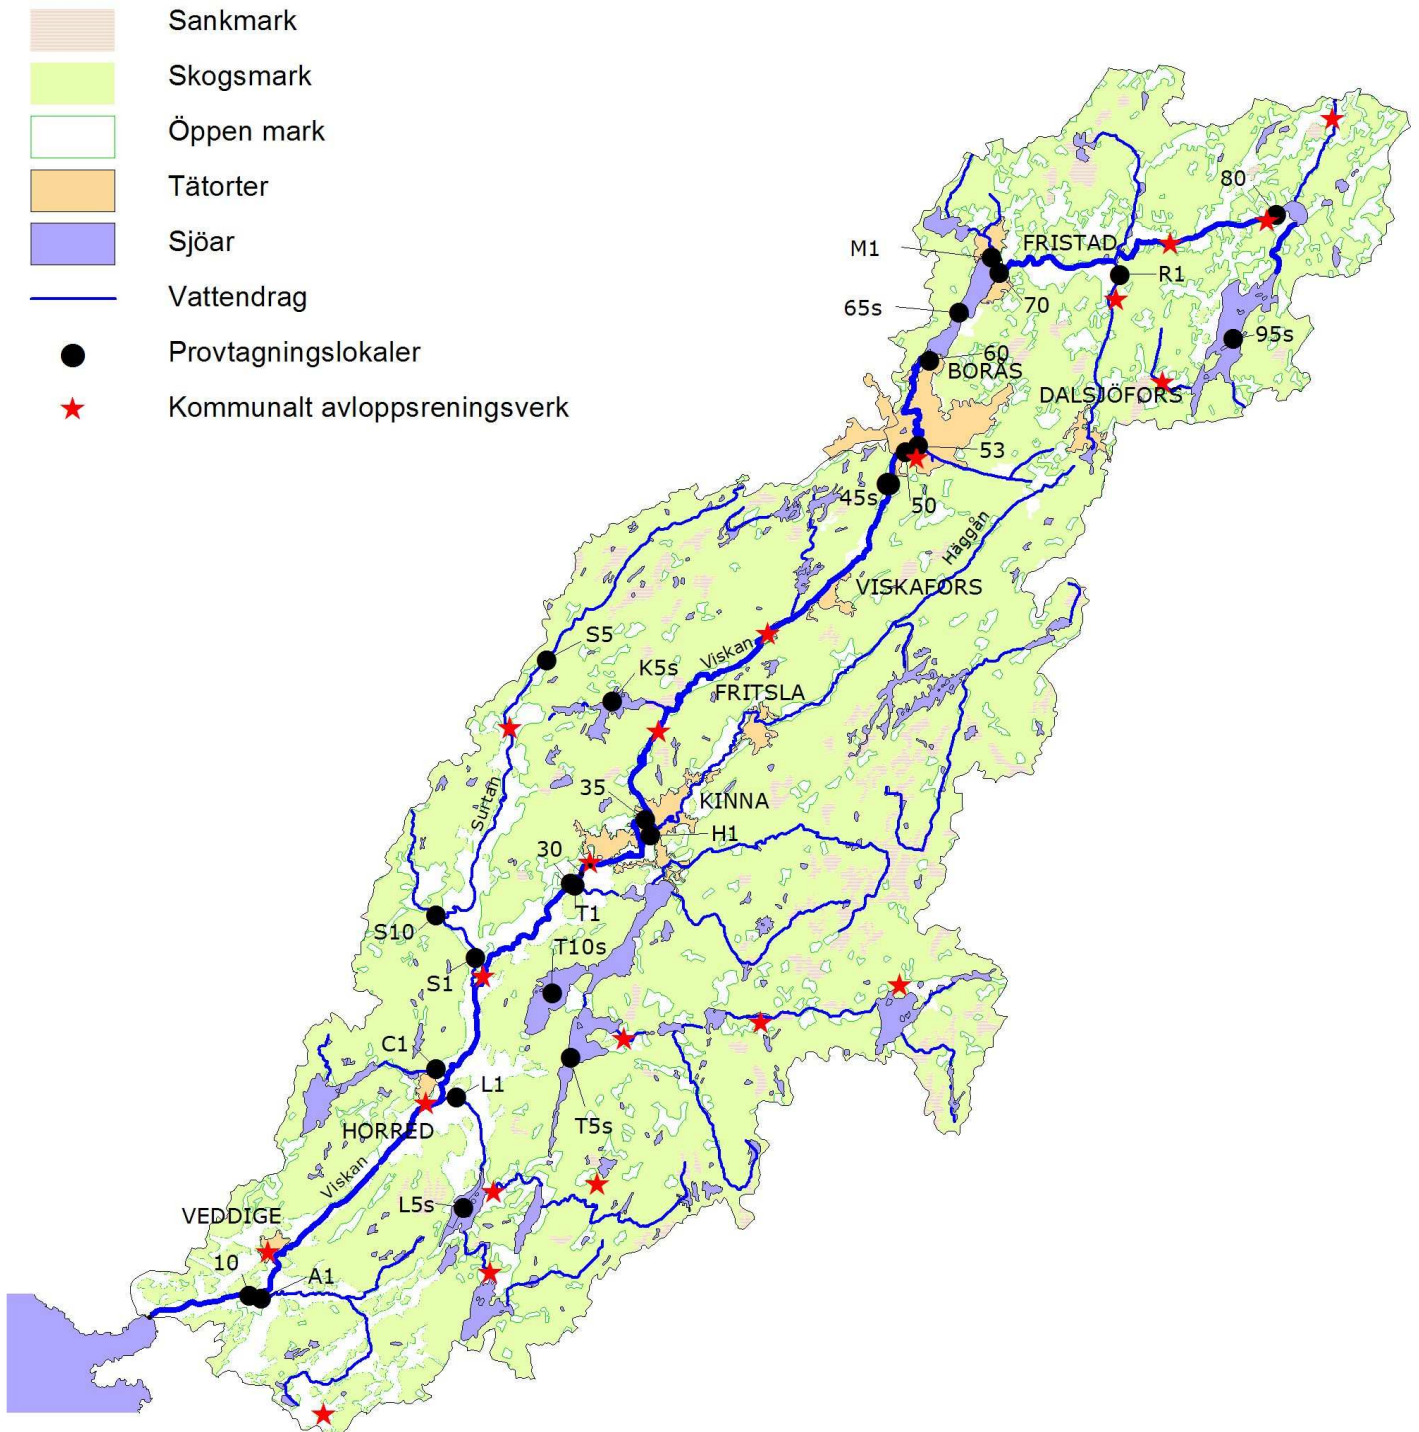 Sankmark
Skogsmark
Öppen mark
Tätorter
Sjöar
Vattendrag
Provtagningslokaler
Kommunalt avloppsreningsverk
80
FRISTAD
M1
R1
70
65s
95s
60
BORÅS
DALSJÖFORS
53
45s
50
Häggån
VISKAFORS
S5
Viskan
K5s
FRITSLA
35
KINNA
Surtan
H1
30
T1
S10
T10s
S1
C1
L1
T5s
HORRED
Viskan
L5s
VEDDIGE
10
A1